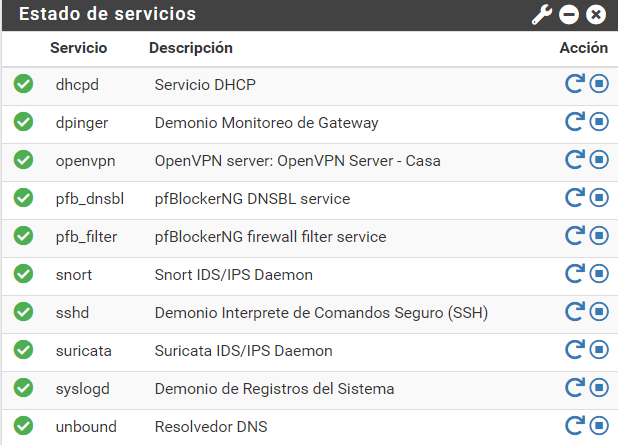 Estado de servicios
Servicio Descripción Acción
dhcpd Servicio DHCP
dpinger Demonio Monitoreo de Gateway
openvpn OpenVPN server: OpenVPN Server - Casa
pfb_dnsbl pfBlockerNG DNSBL service
pfb_filter pfBlockerNG firewall filter service
snort Snort IDS/IPS Daemon
sshd Demonio Interprete de Comandos Seguro (SSH)
suricata Suricata IDS/IPS Daemon
syslogd Demonio de Registros del Sistema
unbound Resolvedor DNS